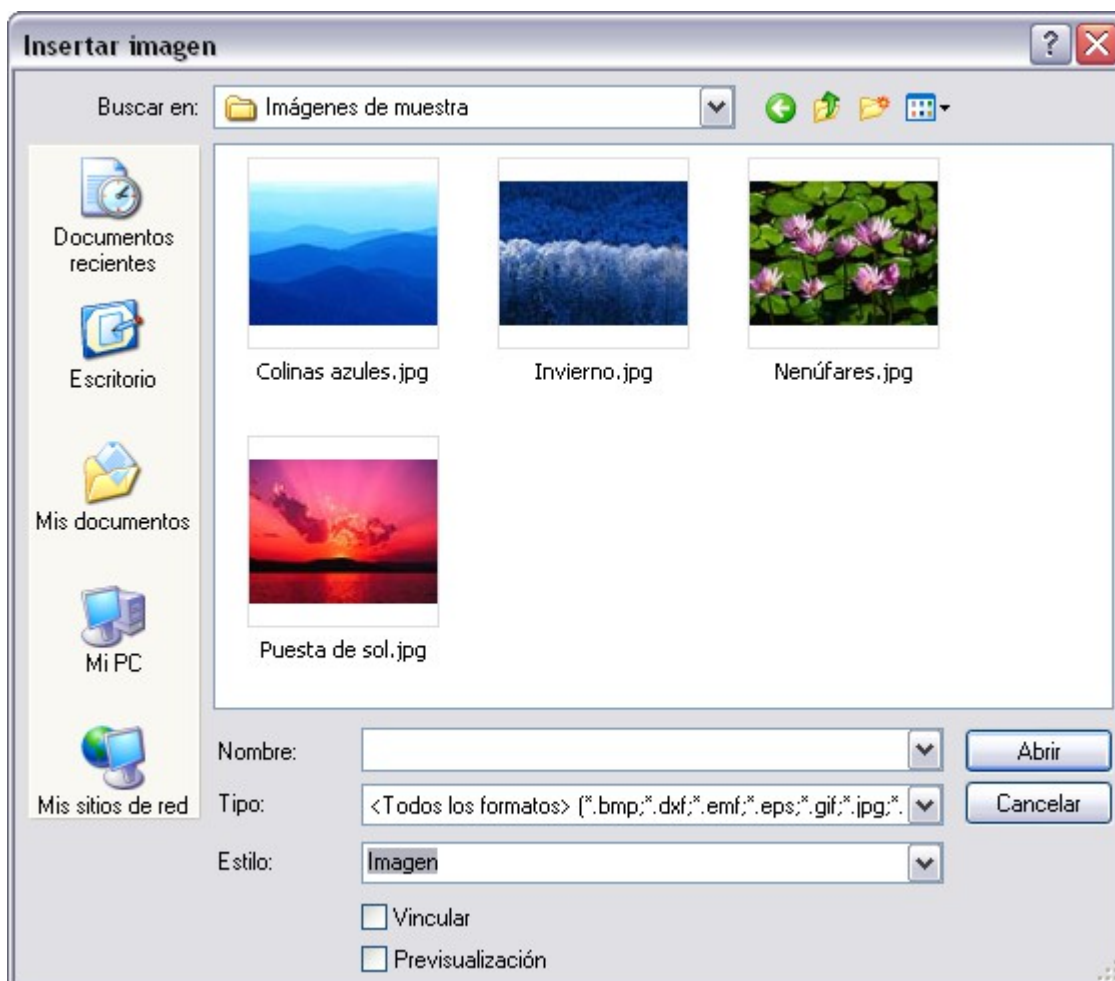 Insertar imagen
Buscar en:
Imágenes de muestra
Documentos
recientes
Escritorio
Mis documentos
Mi PC
Mis sitios de red
Colinas azules.jpg
Invierno.jpg
Nenúfares.jpg
Puesta de sol.jpg
Nombre:
Abrir
Tipo:
<Todos los formatos> (*.bmp;*.dxf;*.emf;*.eps;*.gif;*.jpg;*.
Cancelar
Estilo:
Imagen
Vincular
Previsualización